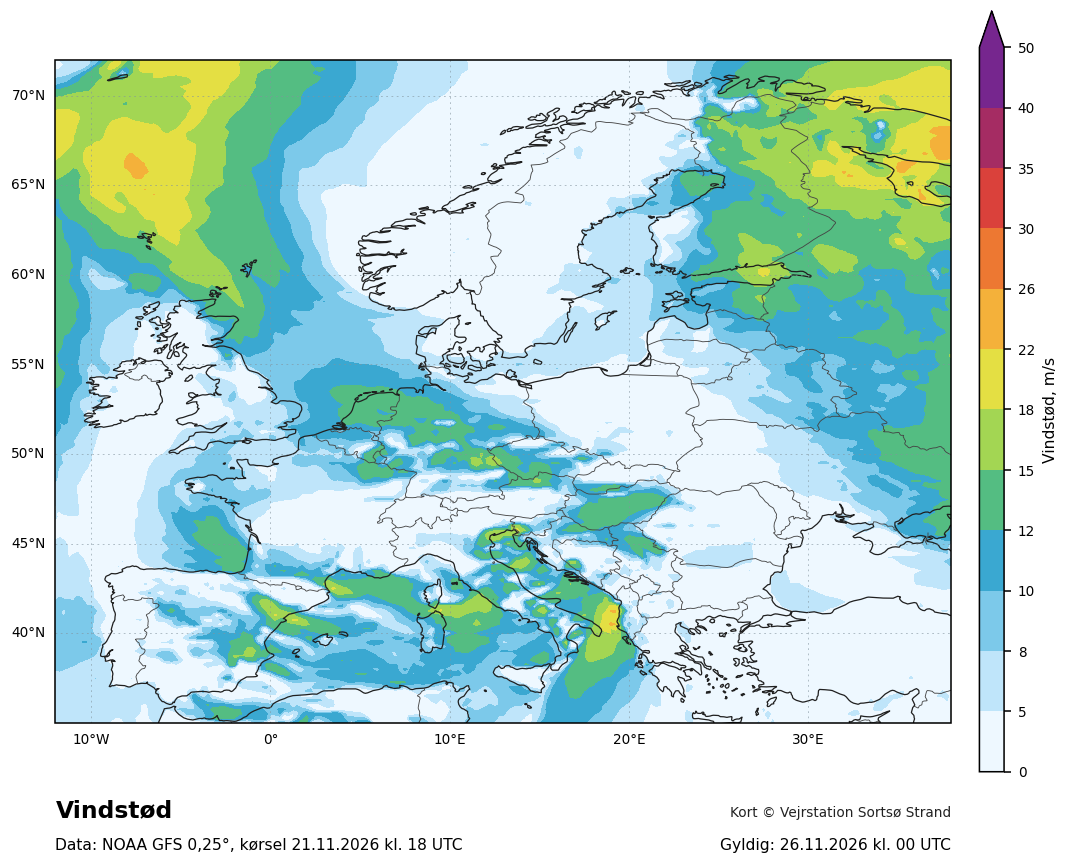 50
40
35
30
26
22
18
15
12
10
8
5
0
Vindstød, m/s
70°N
65°N
60°N
55°N
50°N
45°N
40°N
10°W
0°
10°E
20°E
30°E
Vindstød
Kort © Vejrstation Sortsø Strand
Data: NOAA GFS 0,25°, kørsel 21.11.2026 kl. 18 UTC
Gyldig: 26.11.2026 kl. 00 UTC